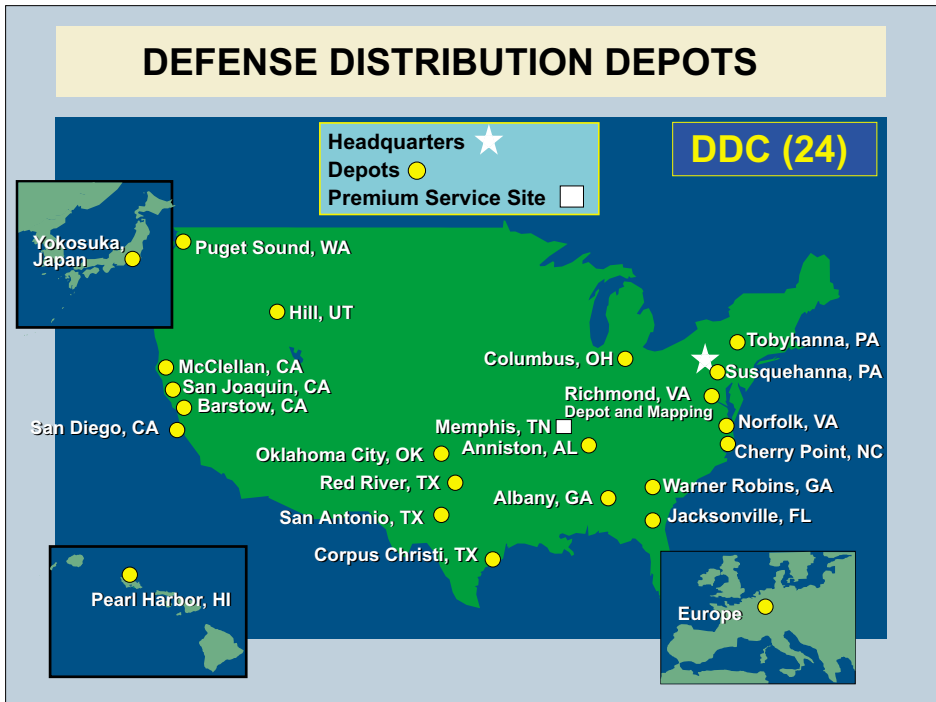 DEFENSE DISTRIBUTION DEPOTS
Headquarters
Depots
Premium Service Site
DDC (24)
Yokosuka,
Japan
Puget Sound, WA
Hill, UT
McClellan, CA
San Joaquin, CA
Barstow, CA
San Diego, CA
Columbus, OH
Tobyhanna, PA
Susquehanna, PA
Richmond, VA
Depot and Mapping
Memphis, TN
Norfolk, VA
Anniston, AL
Cherry Point, NC
Oklahoma City, OK
Red River, TX
Albany, GA
Warner Robins, GA
San Antonio, TX
Jacksonville, FL
Corpus Christi, TX
Pearl Harbor, HI
Europe